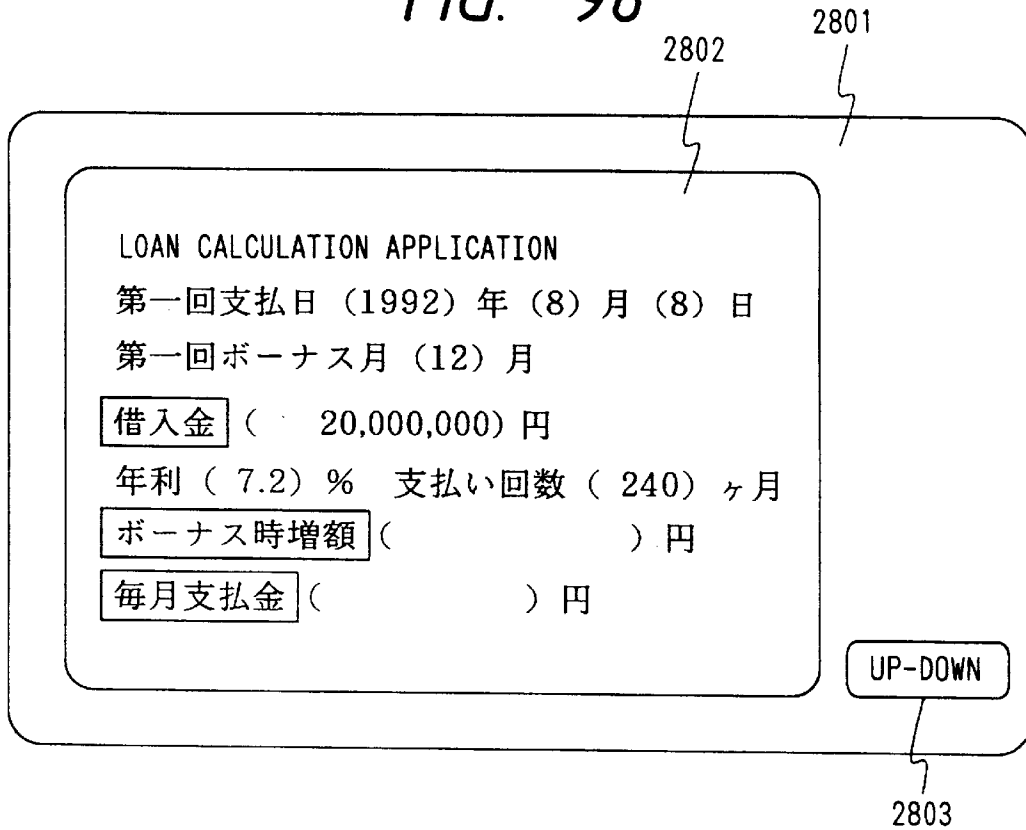 FIG. 98
2801
2802
LOAN CALCULATION APPLICATION
第一回支払日 (1992) 年 (8) 月 (8) 日
第一回ボーナス月 (12) 月
借入金 ( 20,000,000) 円
年利 ( 7.2) % 支払い回数 ( 240) ヶ月
ボーナス時増額 ( ) 円
毎月支払金 ( ) 円
UP-DOWN
2803